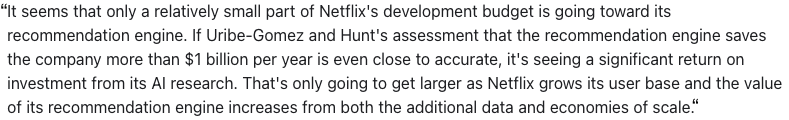 “It seems that only a relatively small part of Netflix's development budget is going toward its
recommendation engine. If Uribe-Gomez and Hunt's assessment that the recommendation engine saves
the company more than $1 billion per year is even close to accurate, it's seeing a significant return on
investment from its AI research. That's only going to get larger as Netflix grows its user base and the value
of its recommendation engine increases from both the additional data and economies of scale.“